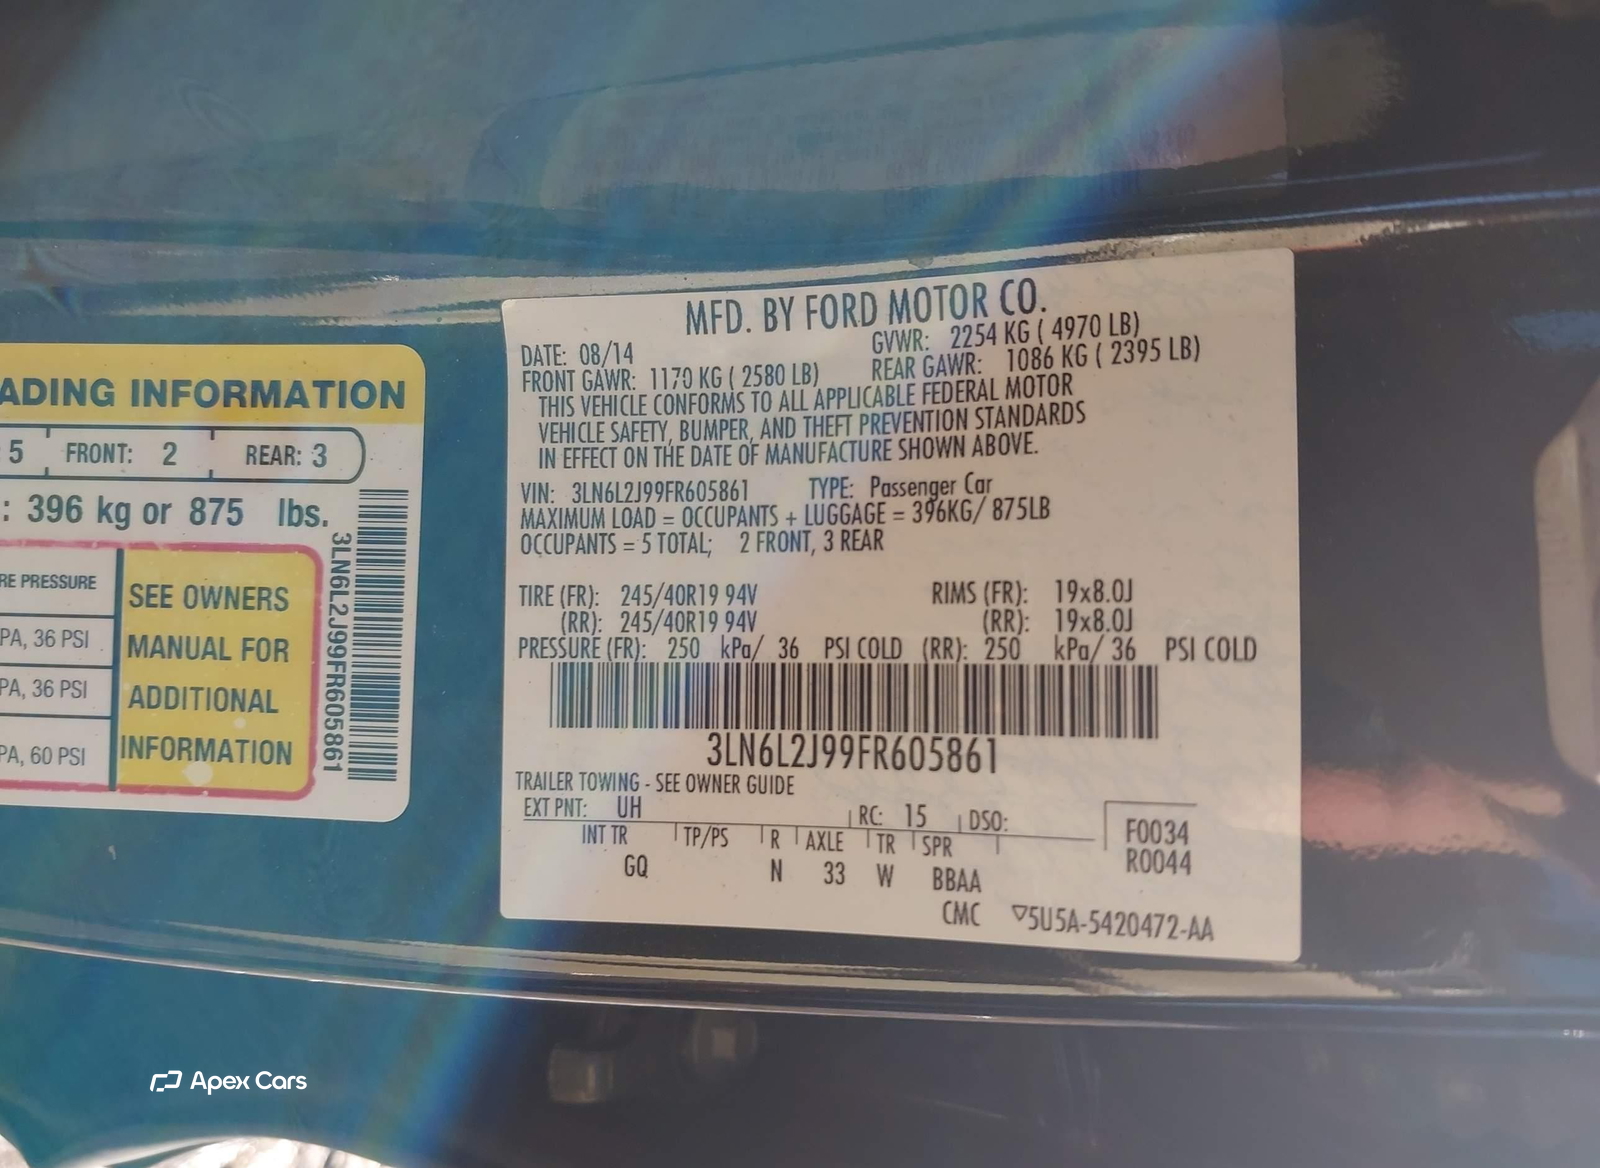 ADING INFORMATION
5 FRONT: 2 REAR: 3
: 396 kg or 875 lbs.
RE PRESSURE
PA, 36 PSI
PA, 36 PSI
PA, 60 PSI
SEE OWNERS
MANUAL FOR
ADDITIONAL
INFORMATION
3LN6L2J99FR605861
MFD. BY FORD MOTOR CO.
DATE: 08/14 GVWR: 2254 KG ( 4970 LB)
FRONT GAWR: 1170 KG ( 2580 LB) REAR GAWR: 1086 KG ( 2395 LB)
THIS VEHICLE CONFORMS TO ALL APPLICABLE FEDERAL MOTOR
VEHICLE SAFETY, BUMPER, AND THEFT PREVENTION STANDARDS
IN EFFECT ON THE DATE OF MANUFACTURE SHOWN ABOVE.
VIN: 3LN6L2J99FR605861 TYPE: Passenger Car
MAXIMUM LOAD = OCCUPANTS + LUGGAGE = 396KG/ 875LB
OCCUPANTS = 5 TOTAL; 2 FRONT, 3 REAR
TIRE (FR): 245/40R19 94V RIMS (FR): 19x8.0J
(RR): 245/40R19 94V (RR): 19x8.0J
PRESSURE (FR): 250 kPa/ 36 PSI COLD (RR): 250 kPa/ 36 PSI COLD
3LN6L2J99FR605861
TRAILER TOWING - SEE OWNER GUIDE
EXT PNT: UH RC: 15 DSO:
INT TR TP/PS R AXLE TR SPR
GQ N 33 W BBAA
F0034
R0044
CMC ▽5U5A-5420472-AA
Apex Cars